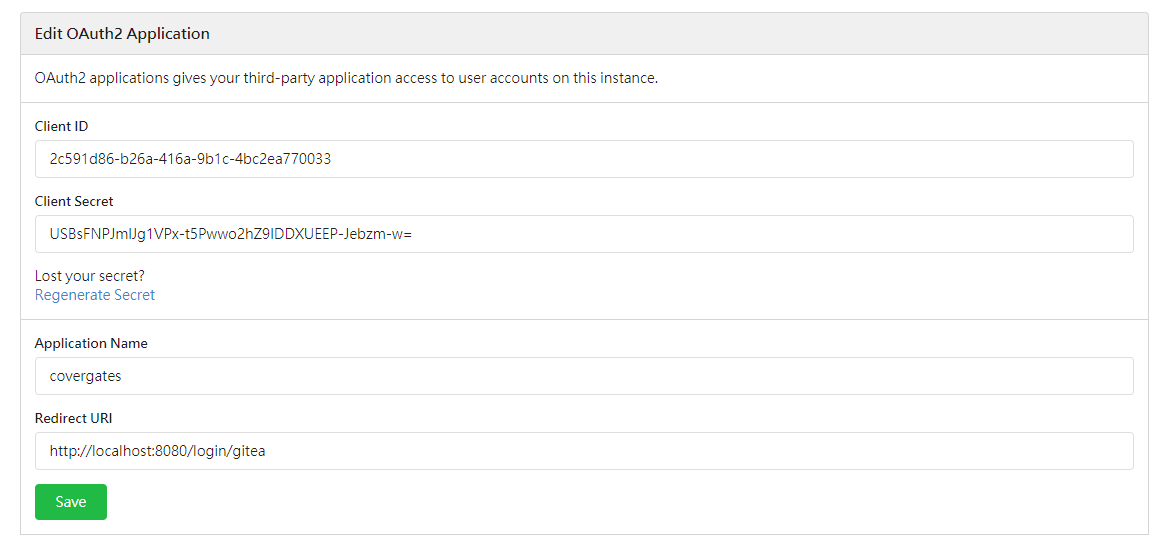 Edit OAuth2 Application
OAuth2 applications gives your third-party application access to user accounts on this instance.
Client ID
2c591d86-b26a-416a-9b1c-4bc2ea770033
Client Secret
USBsFNPJmlJg1VPx-t5Pwwo2hZ9IDDXUEEP-Jebzm-w=
Lost your secret?
Regenerate Secret
Application Name
covergates
Redirect URI
http://localhost:8080/login/gitea
Save